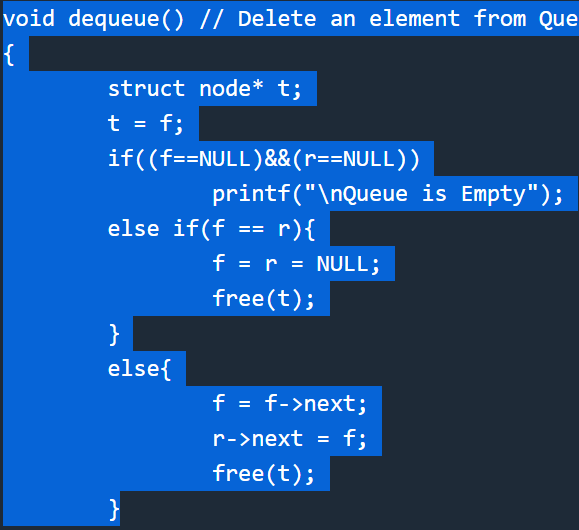 void dequeue() // Delete an element from Que
{
struct node* t;
t = f;
if((f==NULL)&&(r==NULL))
printf("\nQueue is Empty");
else if(f == r){
f = r = NULL;
free(t);
}
else{
f = f->next;
r->next = f;
free(t);
}